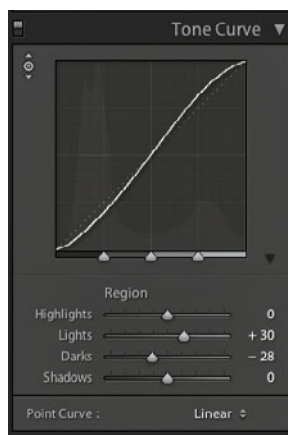 Tone Curve
Region
Highlights 0
Lights + 30
Darks − 28
Shadows 0
Point Curve : Linear